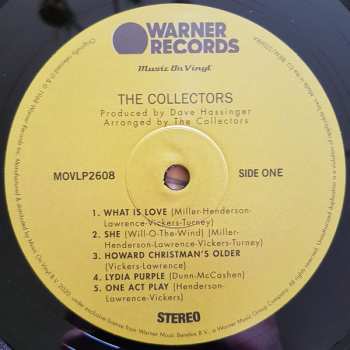 WARNER
RECORDS
Music On Vinyl
THE COLLECTORS
Produced by Dave Hassinger
Arranged by The Collectors
MOVLP2608
SIDE ONE
1. WHAT IS LOVE (Miller-Henderson-
Lawrence-Vickers-Turney)
2. SHE (Will-O-The-Wind) (Miller-
Henderson-Lawrence-Vickers-Turney)
3. HOWARD CHRISTMAN'S OLDER
(Vickers-Lawrence)
4. LYDIA PURPLE (Dunn-McCashen)
5. ONE ACT PLAY (Henderson-
Lawrence-Vickers)
STEREO